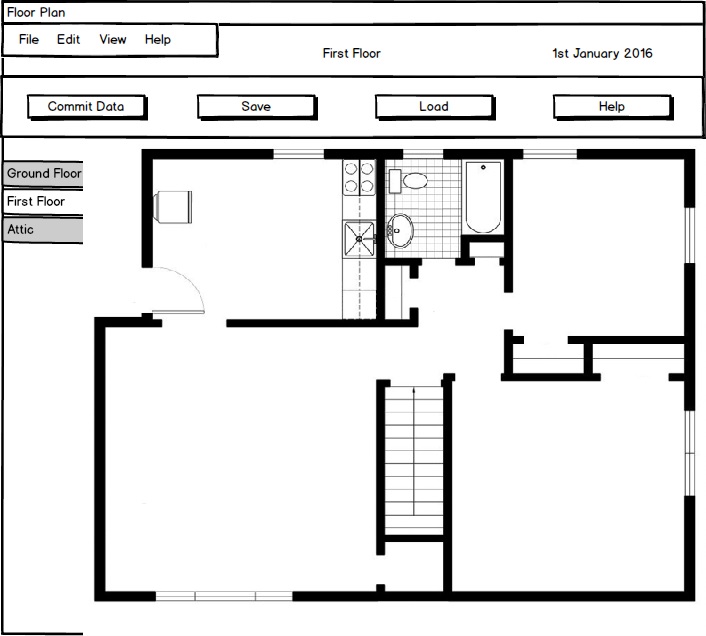 Floor Plan
File Edit View Help
First Floor 1st January 2016
Commit Data Save Load Help
Ground Floor
First Floor
Attic